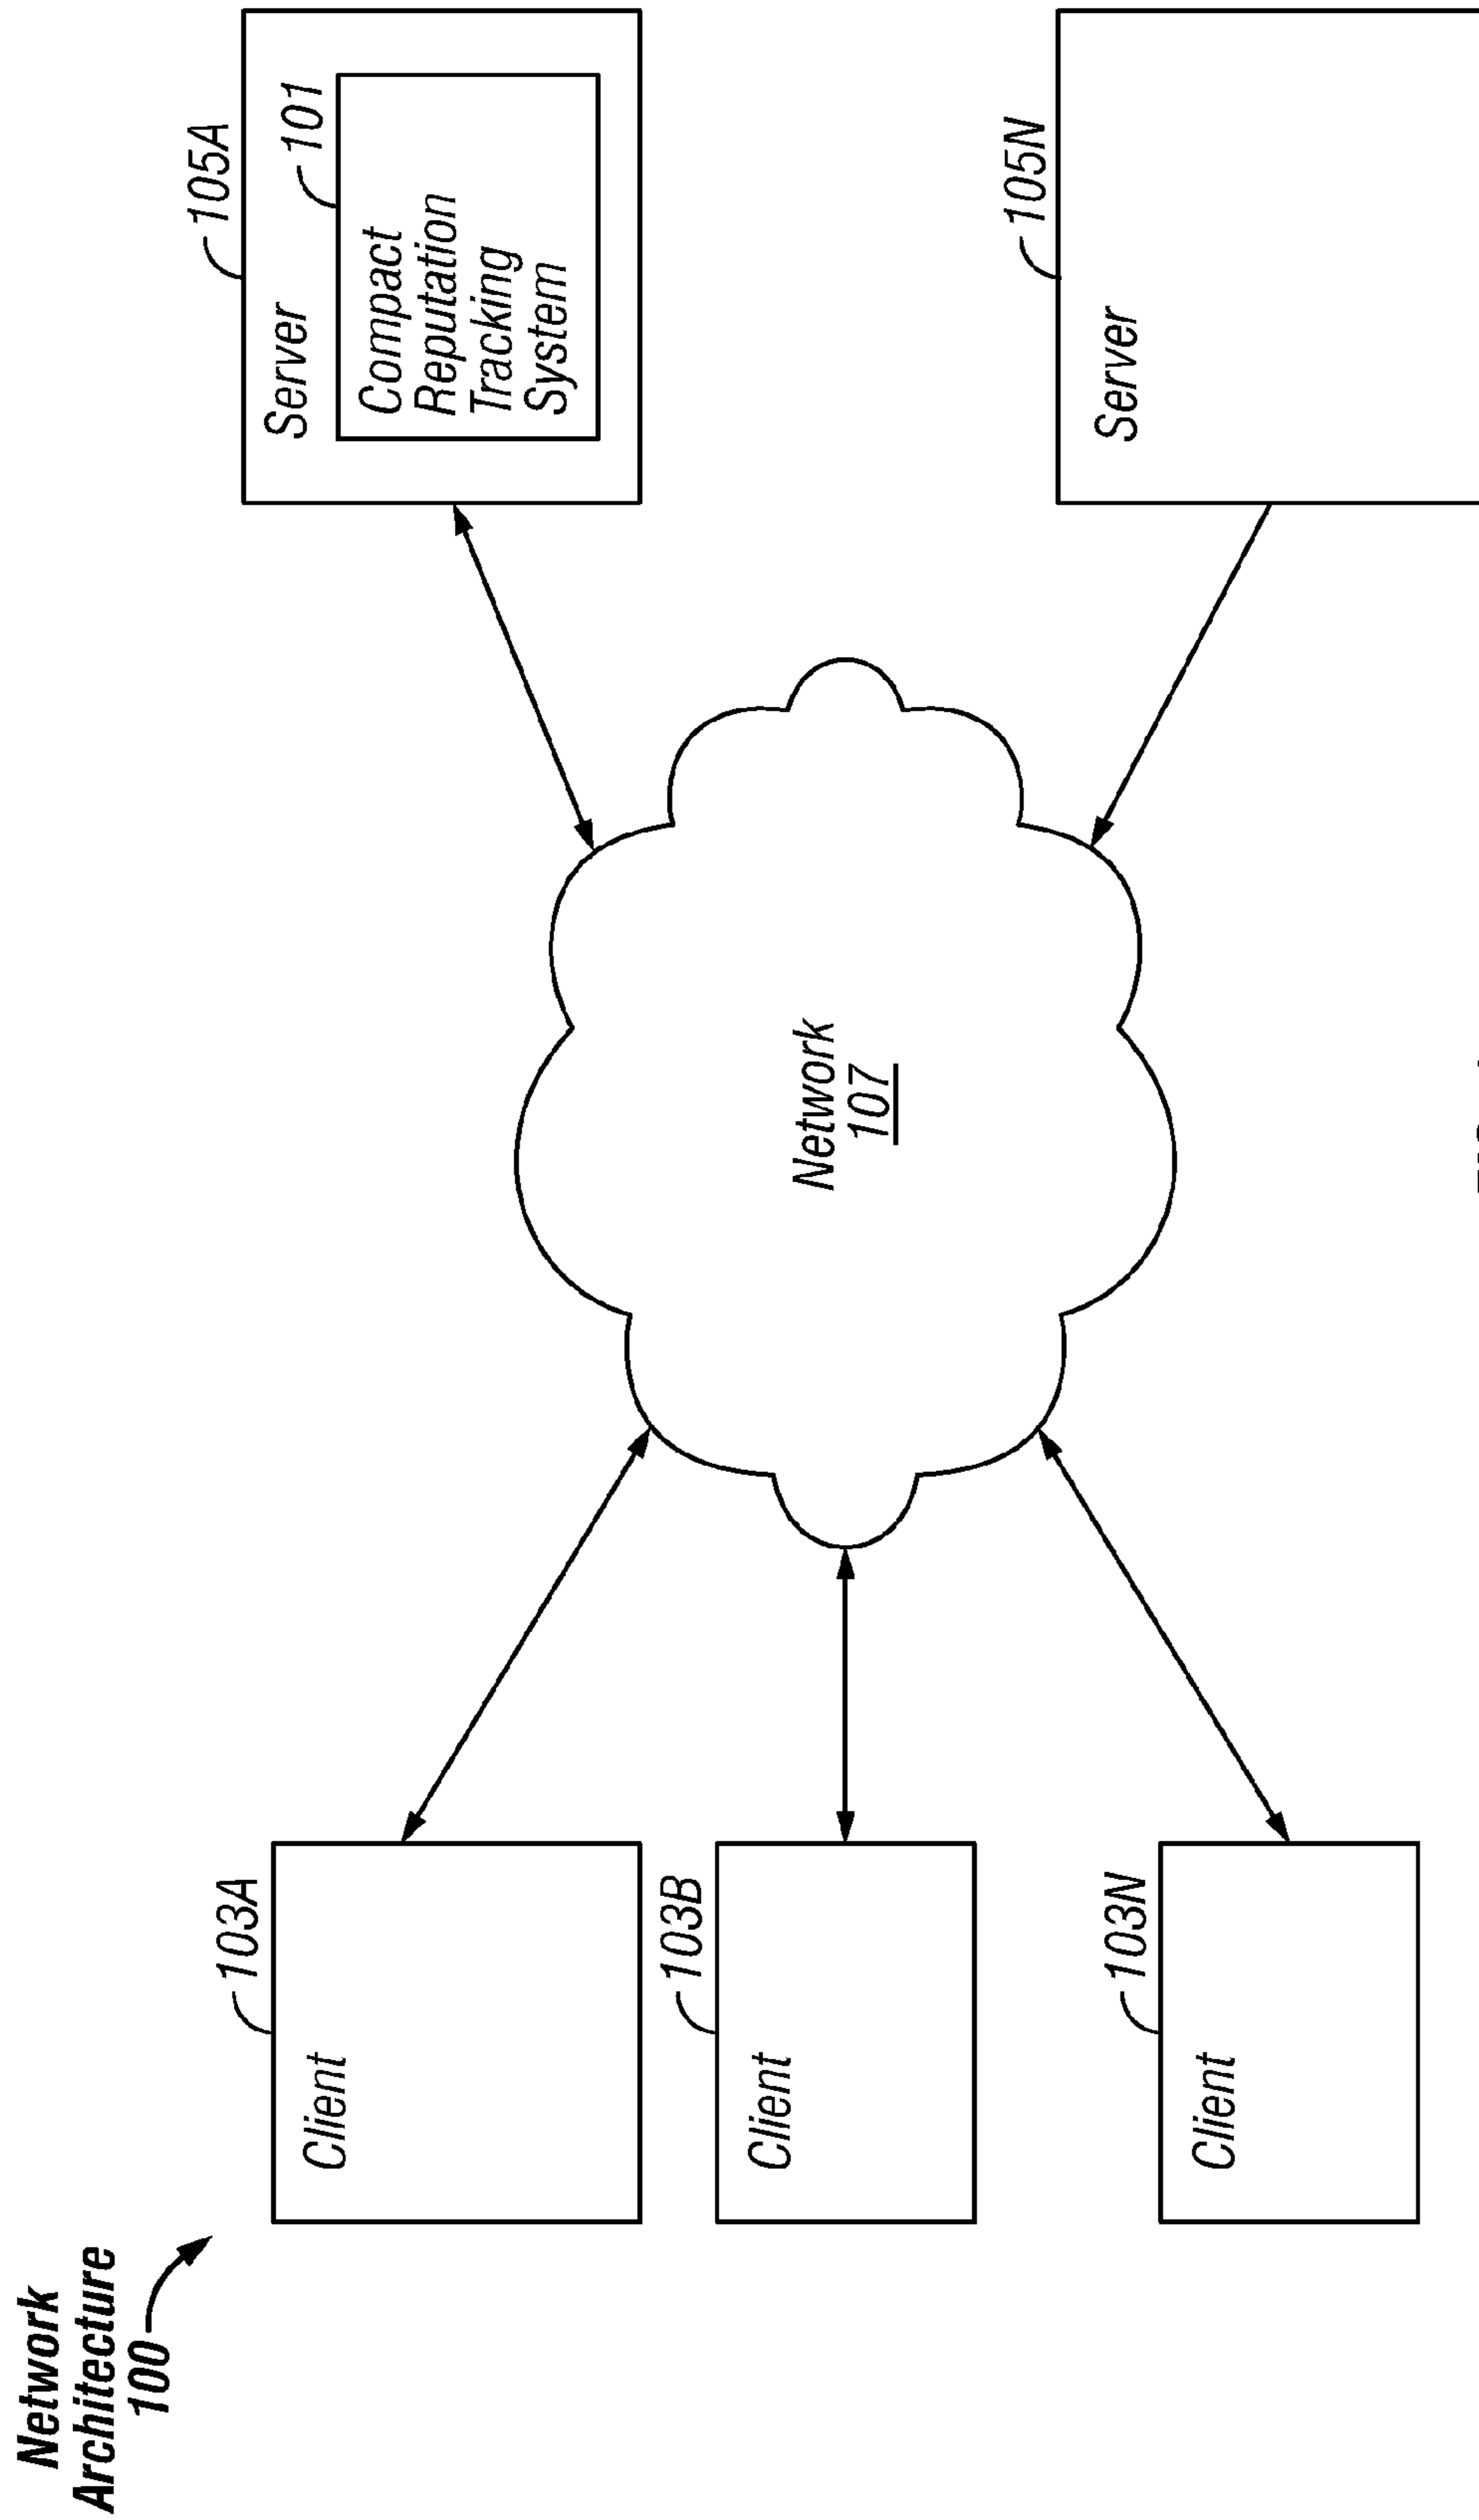 Network
Architecture
100
103A
Client
103B
Client
103N
Client
Network
107
105A
Server
101
Compact
Reputation
Tracking
System
105N
Server